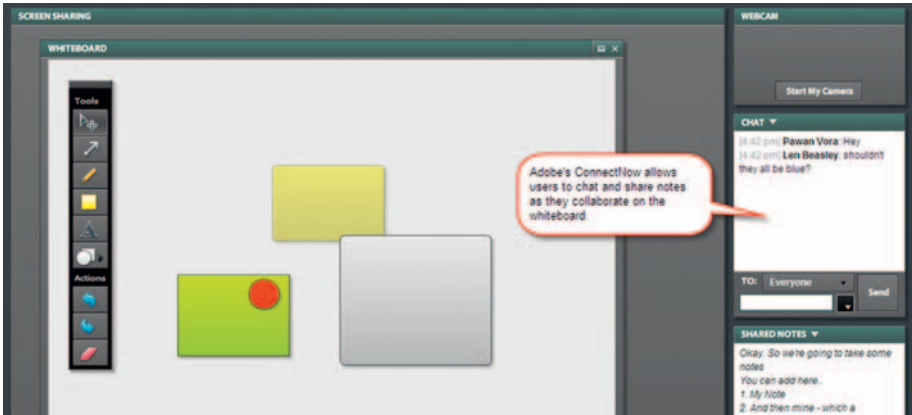 SCREEN SHARING
WHITEBOARD
Tools
A
Actions
Adobe's ConnectNow allows
users to chat and share notes
as they collaborate on the
whiteboard.
WEBCAM
Start My Camera
CHAT
[4:42 pm] Pawan Vora: Hey
[4:42 pm] Len Beasley: shouldn't
they all be blue?
TO: Everyone
Send
SHARED NOTES
Okay. So we're going to take some
notes
You can add here..
1. My Note
2. And then mine - which a